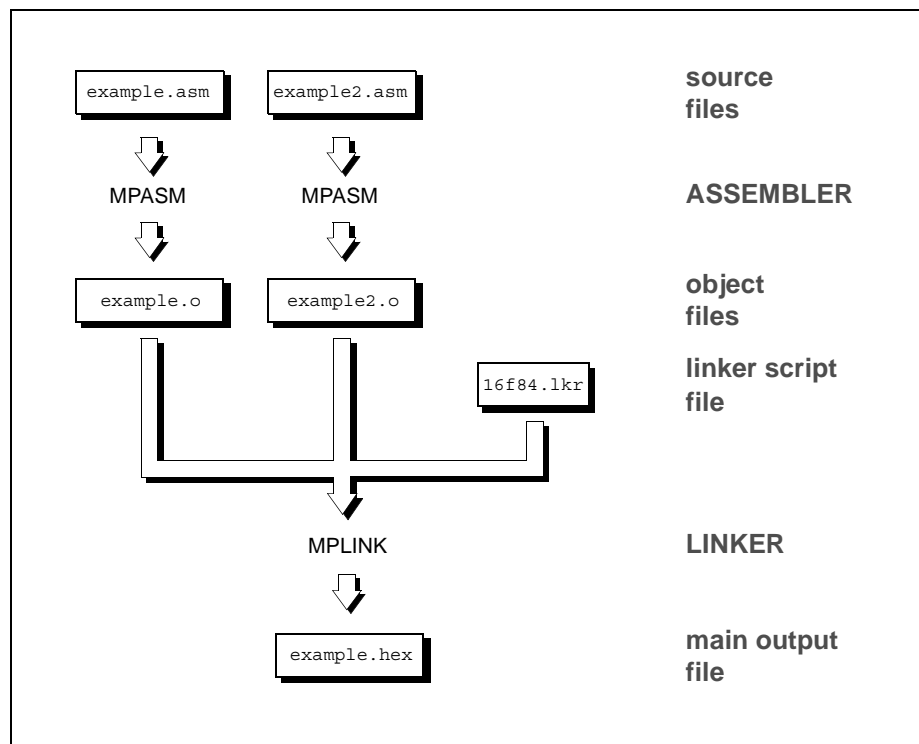 example.asm
example2.asm
source
files
MPASM
MPASM
ASSEMBLER
example.o
example2.o
object
files
16f84.lkr
linker script
file
MPLINK
LINKER
example.hex
main output
file